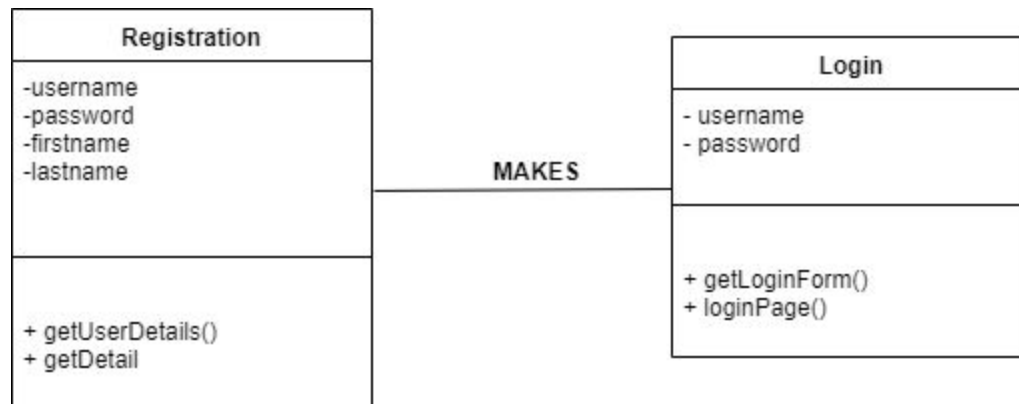 Registration
-username
-password
-firstname
-lastname
+ getUserDetails()
+ getDetail
MAKES
Login
- username
- password
+ getLoginForm()
+ loginPage()